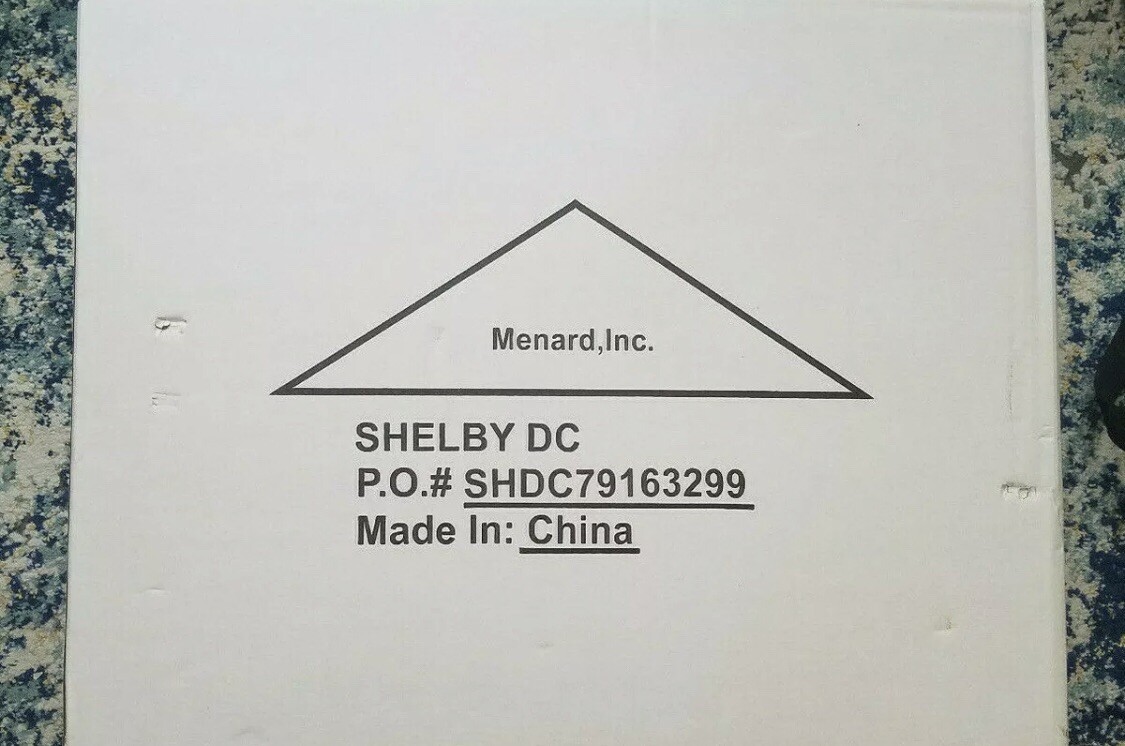 Menard,Inc.
SHELBY DC
P.O.# SHDC79163299
Made In: China